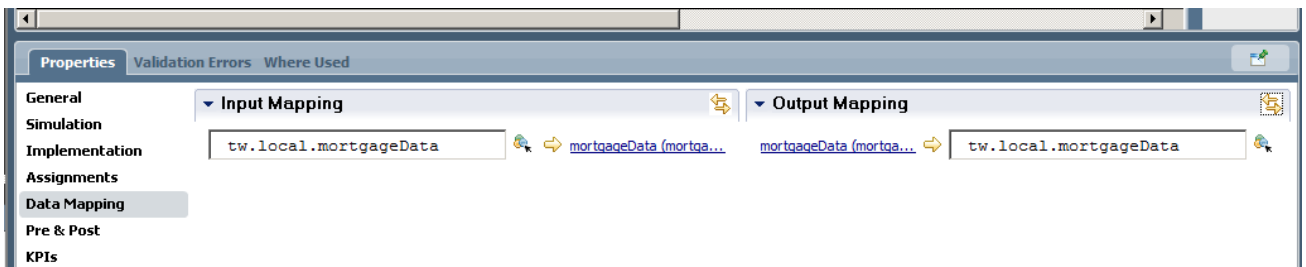 Properties Validation Errors Where Used
General
Simulation
Implementation
Assignments
Data Mapping
Pre & Post
KPIs
Input Mapping
tw.local.mortgageData mortgageData (mortga...
Output Mapping
mortgageData (mortga... tw.local.mortgageData